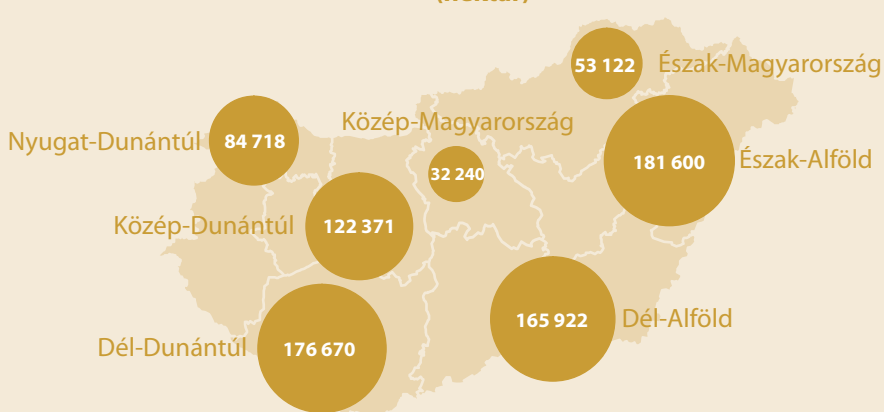 53 122 Észak-Magyarország
Közép-Magyarország
Nyugat-Dunántúl 84 718
181 600 Észak-Alföld
32 240
Közép-Dunántúl 122 371
165 922 Dél-Alföld
Dél-Dunántúl 176 670